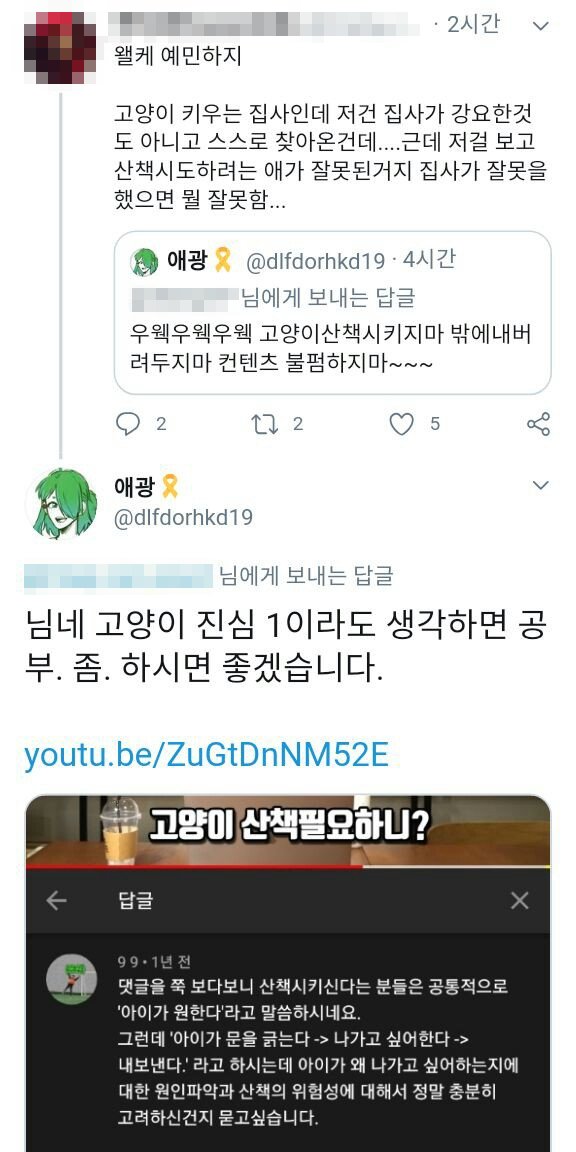 · 2시간
왤케 예민하지
고양이 키우는 집사인데 저건 집사가 강요한것
도 아니고 스스로 찾아온건데....근데 저걸 보고
산책시도하려는 애가 잘못된거지 집사가 잘못을
했으면 뭘 잘못함...
애광🎗 @dlfdorhkd19 · 4시간
님에게 보내는 답글
우웩우웩우웩 고양이산책시키지마 밖에내버
려두지마 컨텐츠 불펌하지마~~~
2 2 5
애광🎗
@dlfdorhkd19
님에게 보내는 답글
님네 고양이 진심 1이라도 생각하면 공
부. 좀. 하시면 좋겠습니다.
youtu.be/ZuGtDnNM52E
고양이 산책필요하니?
답글
9 9 • 1년 전
댓글을 쭉 보다보니 산책시키신다는 분들은 공통적으로
'아이가 원한다'라고 말씀하시네요.
그런데 '아이가 문을 긁는다 -> 나가고 싶어한다 ->
내보낸다.' 라고 하시는데 아이가 왜 나가고 싶어하는지에
대한 원인파악과 산책의 위험성에 대해서 정말 충분히
고려하신건지 묻고싶습니다.